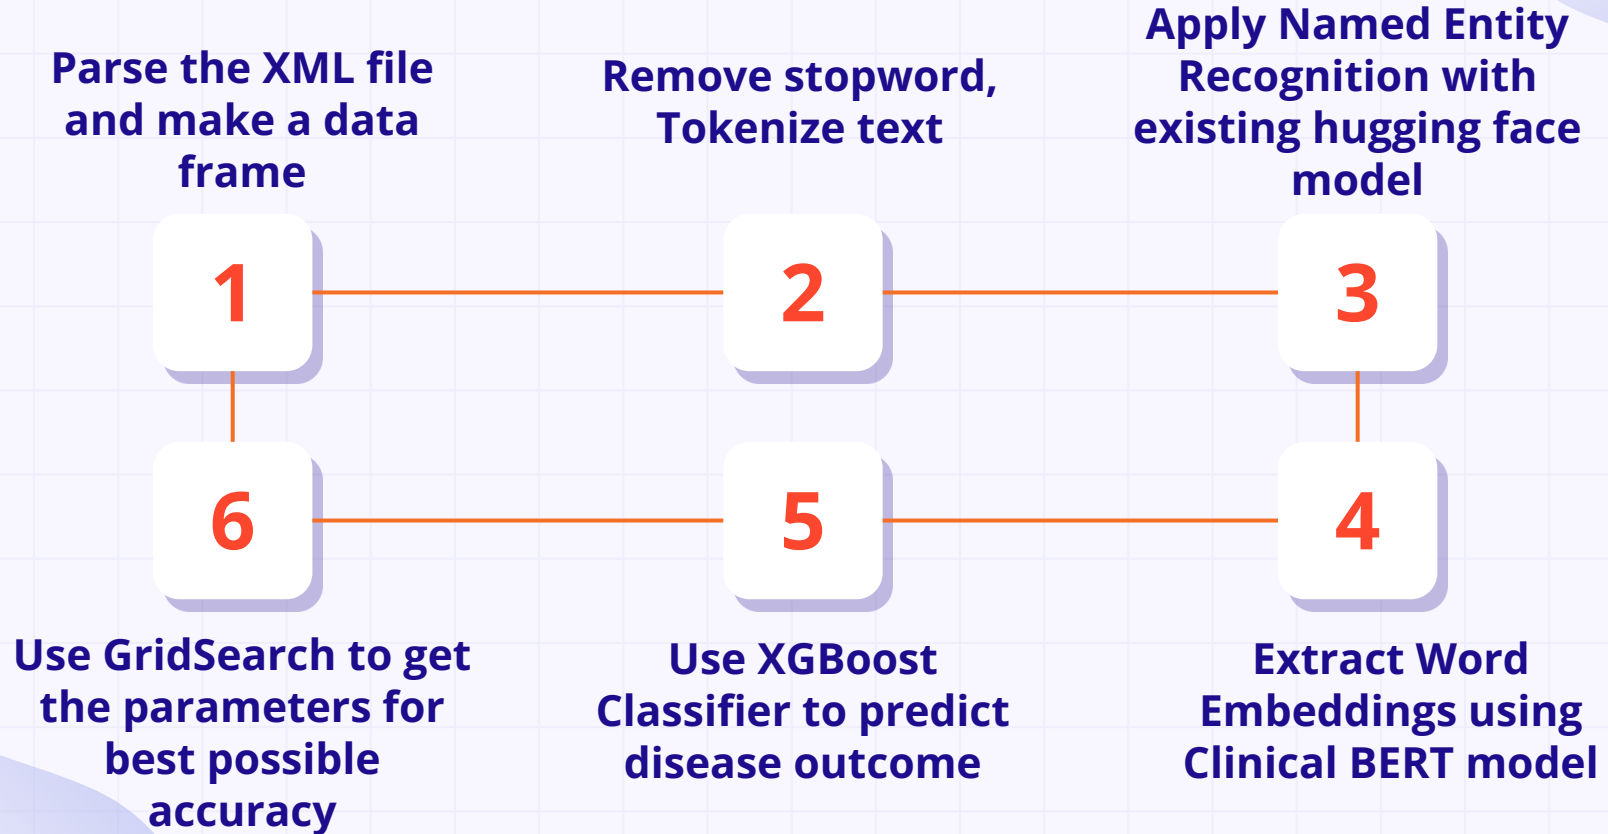 Parse the XML file
and make a data
frame
Remove stopword,
Tokenize text
Apply Named Entity
Recognition with
existing hugging face
model
1
2
3
6
5
4
Use GridSearch to get
the parameters for
best possible
accuracy
Use XGBoost
Classifier to predict
disease outcome
Extract Word
Embeddings using
Clinical BERT model